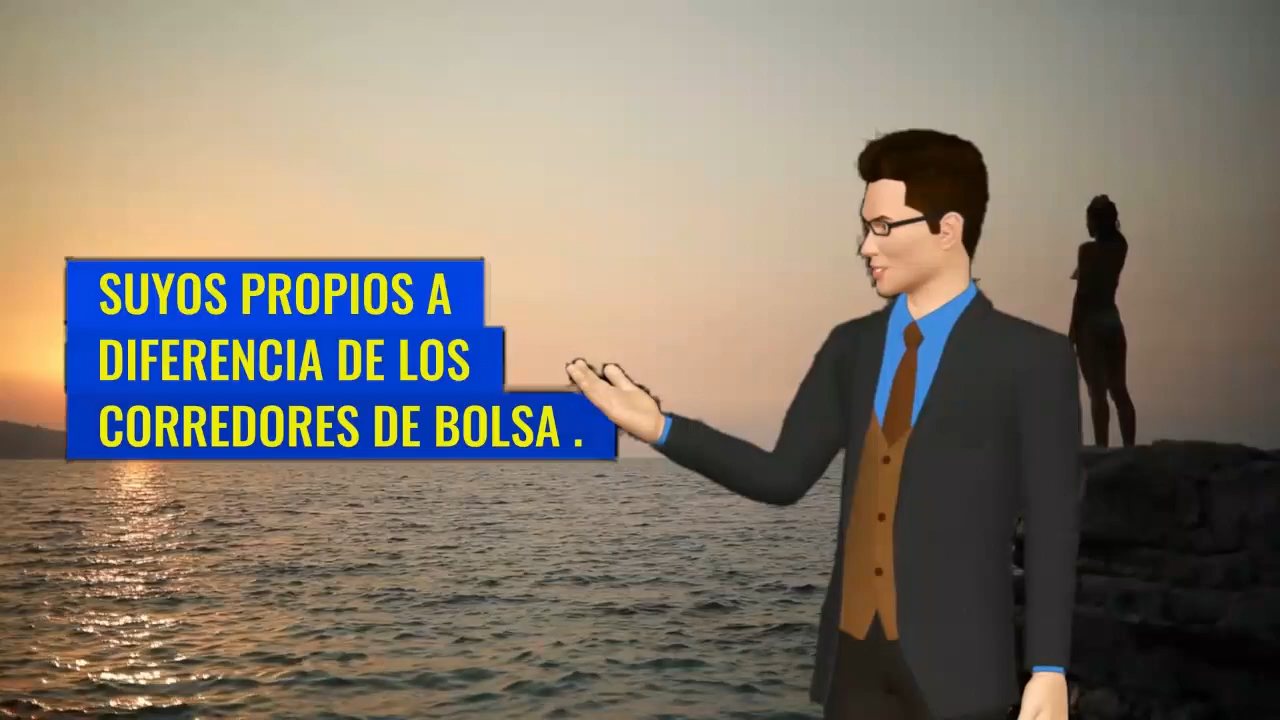 SUYOS PROPIOS A
DIFERENCIA DE LOS
CORREDORES DE BOLSA .